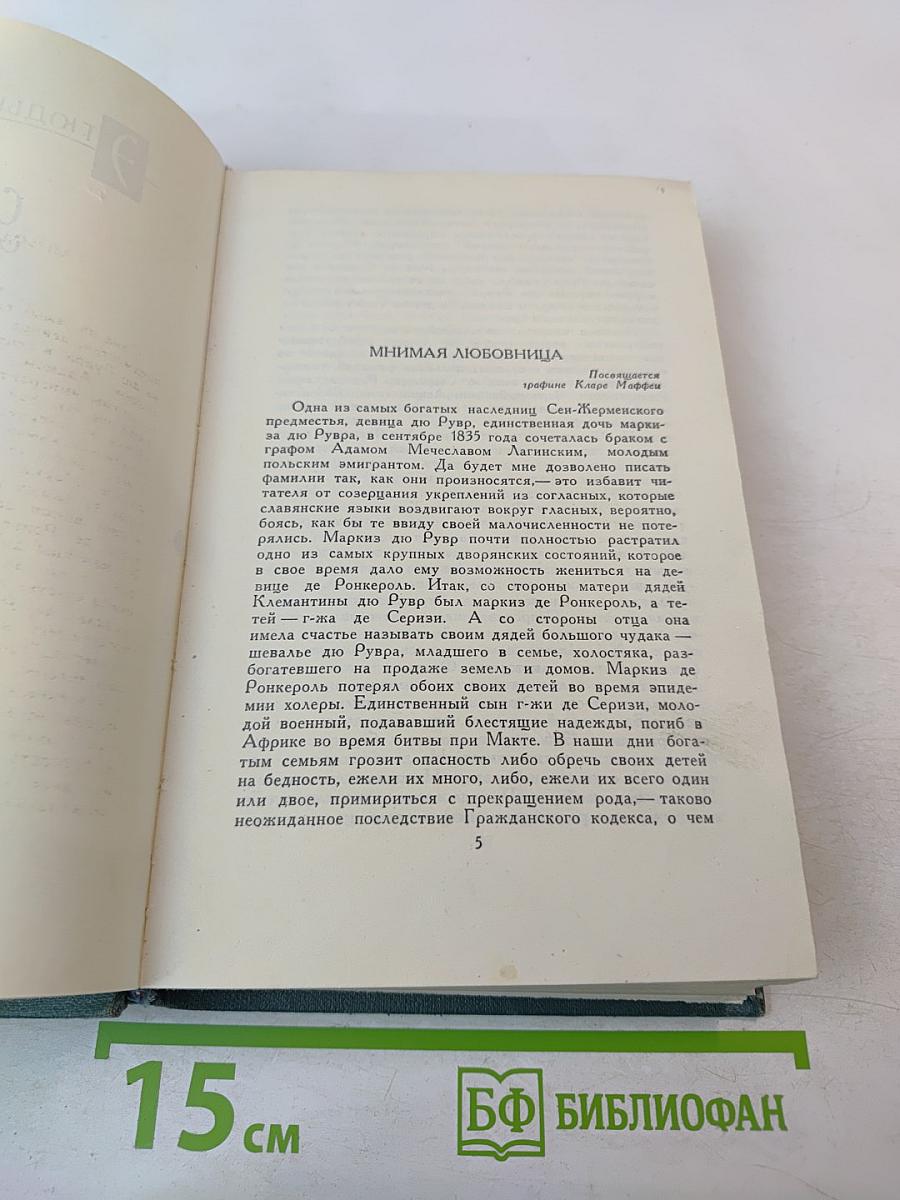 МНИМАЯ ЛЮБОВНИЦА
Посвящается
графине Кларе Маффеи
Одна из самых богатых наследниц Сен-Жерменского
предместья, девица дю Рувр, единственная дочь марки-
за дю Рувра, в сентябре 1835 года сочеталась браком с
графом Адамом Мечеславом Лагинским, молодым
польским эмигрантом. Да будет мне дозволено писать
фамилии так, как они произносятся,— это избавит чи-
тателя от созерцания укреплений из согласных, которые
славянские языки воздвигают вокруг гласных, вероятно,
боясь, как бы те ввиду своей малочисленности не поте-
рялись. Маркиз дю Рувр почти полностью растратил
одно из самых крупных дворянских состояний, которое
в свое время дало ему возможность жениться на де-
вице де Ронкероль. Итак, со стороны матери дядей
Клемантины дю Рувр был маркиз де Ронкероль, а те-
тей — г-жа де Серизи. А со стороны отца она
имела счастье называть своим дядей большого чудака —
шевалье дю Рувра, младшего в семье, холостяка, раз-
богатевшего на продаже земель и домов. Маркиз де
Ронкероль потерял обоих своих детей во время эпиде-
мии холеры. Единственный сын г-жи де Серизи, моло-
дой военный, подававший блестящие надежды, погиб в
Африке во время битвы при Макте. В наши дни бога-
тым семьям грозит опасность либо обречь своих детей
на бедность, ежели их много, либо, ежели их всего один
или двое, примириться с прекращением рода,— таково
неожиданное последствие Гражданского кодекса, о чем
5
15 см
БФ БИБЛИОФАН